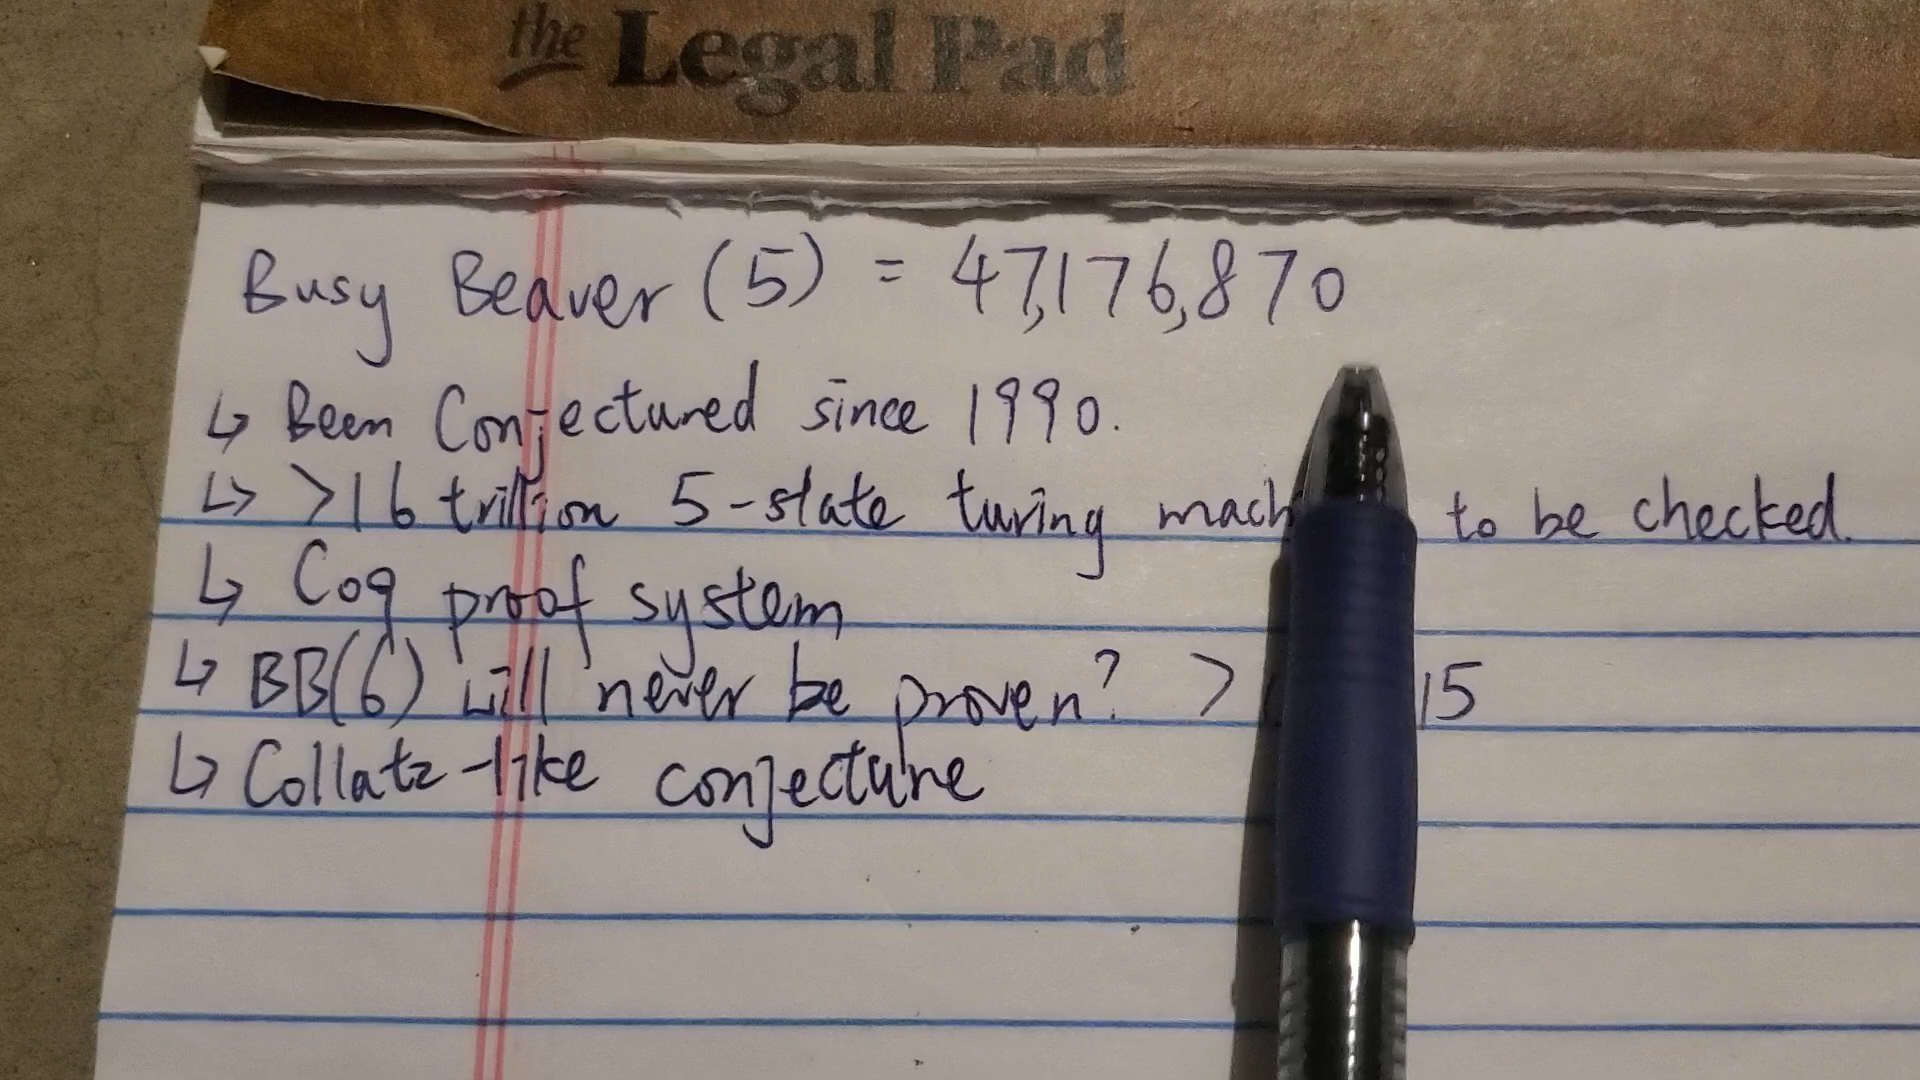 the Legal Pad
Busy Beaver (5) = 47,176,870
↳ Been Conjectured since 1990.
↳ >16 trillion 5-state turing to be checked.
↳ Coq proof system
↳ BB(6) will never be proven? > 15
↳ Collatz-like conjecture